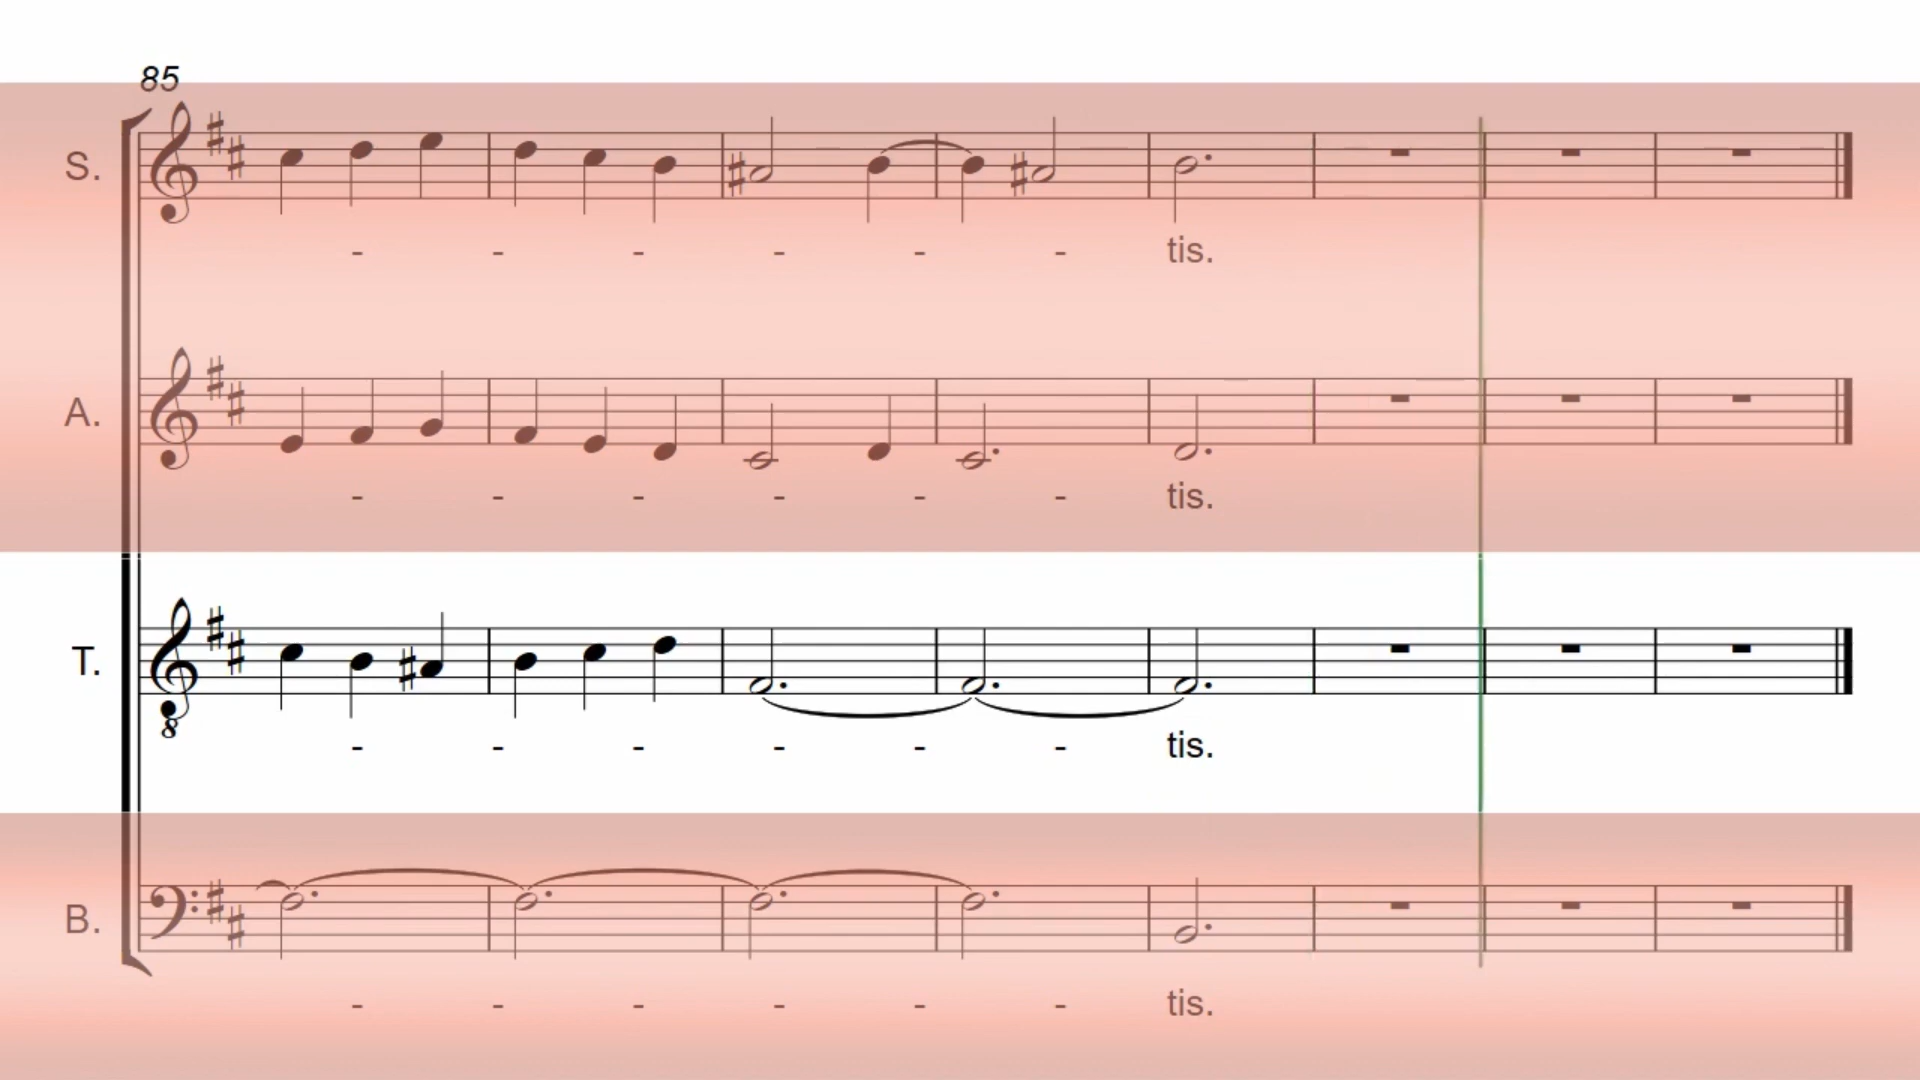 85
S.
- - - - - - tis.
A.
- - - - - - tis.
T.
8
- - - - - - tis.
B.
- - - - - - tis.